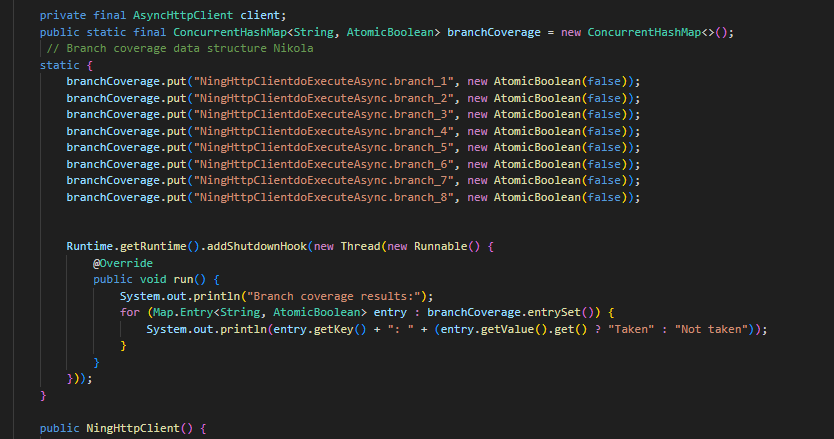 private final AsyncHttpClient client;
public static final ConcurrentHashMap<String, AtomicBoolean> branchCoverage = new ConcurrentHashMap<>();
// Branch coverage data structure Nikola
static {
branchCoverage.put("NingHttpClientdoExecuteAsync.branch_1", new AtomicBoolean(false));
branchCoverage.put("NingHttpClientdoExecuteAsync.branch_2", new AtomicBoolean(false));
branchCoverage.put("NingHttpClientdoExecuteAsync.branch_3", new AtomicBoolean(false));
branchCoverage.put("NingHttpClientdoExecuteAsync.branch_4", new AtomicBoolean(false));
branchCoverage.put("NingHttpClientdoExecuteAsync.branch_5", new AtomicBoolean(false));
branchCoverage.put("NingHttpClientdoExecuteAsync.branch_6", new AtomicBoolean(false));
branchCoverage.put("NingHttpClientdoExecuteAsync.branch_7", new AtomicBoolean(false));
branchCoverage.put("NingHttpClientdoExecuteAsync.branch_8", new AtomicBoolean(false));
Runtime.getRuntime().addShutdownHook(new Thread(new Runnable() {
@Override
public void run() {
System.out.println("Branch coverage results:");
for (Map.Entry<String, AtomicBoolean> entry : branchCoverage.entrySet()) {
System.out.println(entry.getKey() + ": " + (entry.getValue().get() ? "Taken" : "Not taken"));
}
}
}));
}
public NingHttpClient() {